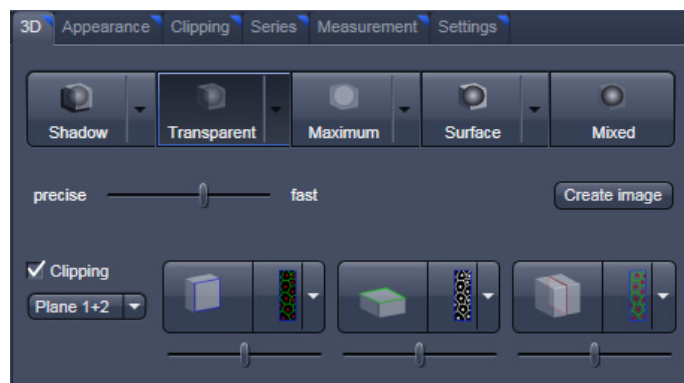 3D Appearance Clipping Series Measurement Settings
Shadow Transparent Maximum Surface Mixed
precise fast Create image
Clipping
Plane 1+2